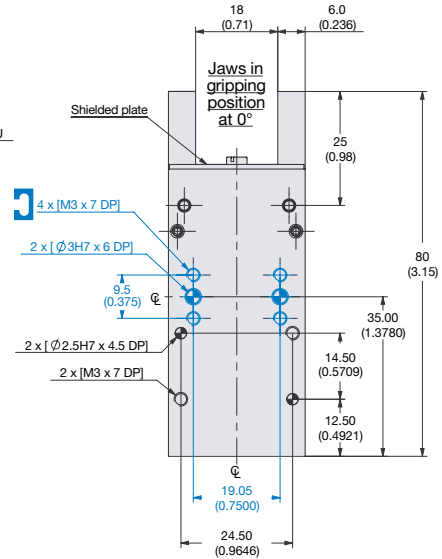 18
(0.71)
6.0
(0.236)
Jaws in
gripping
position
at 0°
Shielded plate
25
(0.98)
4 x [M3 x 7 DP]
80
(3.15)
2 x [∅3H7 x 6 DP]
9.5
(0.375)
℄
35.00
(1.3780)
2 x [∅2.5H7 x 4.5 DP]
14.50
(0.5709)
2 x [M3 x 7 DP]
12.50
(0.4921)
℄
19.05
(0.7500)
24.50
(0.9646)